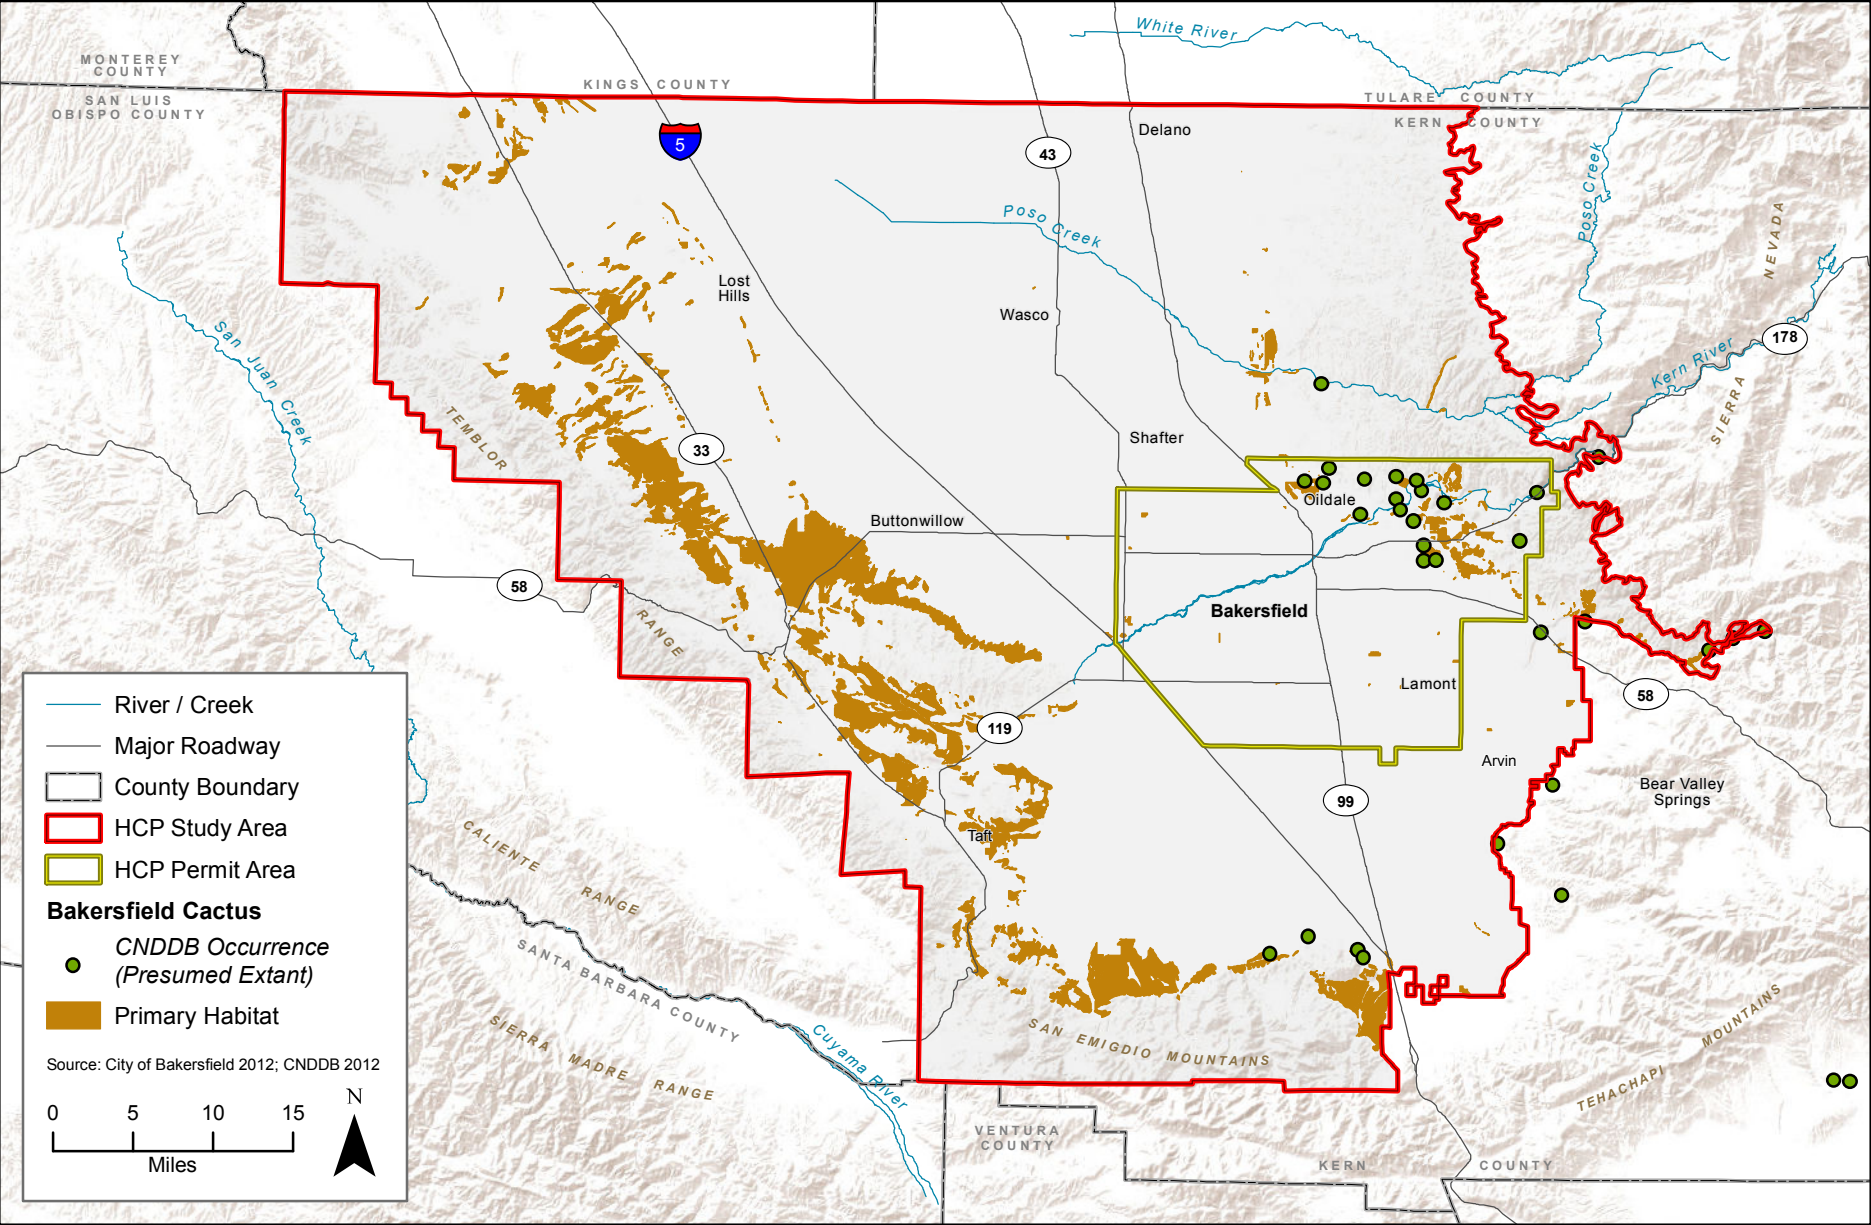 White River
MONTEREY
COUNTY
KINGS COUNTY
SAN LUIS
OBISPO COUNTY
TULARE COUNTY
KERN COUNTY
Delano
5
43
Poso Creek
Poso Creek
NEVADA
San Juan Creek
Lost
Hills
Wasco
Kern River
178
SIERRA
TEMBLOR
33
Shafter
Oildale
Buttonwillow
58
Bakersfield
RANGE
Lamont
58
119
Arvin
Bear Valley
Springs
99
Taft
CALIENTE RANGE
SANTA BARBARA COUNTY
SIERRA MADRE RANGE
Cuyama River
SAN EMIGDIO MOUNTAINS
TEHACHAPI MOUNTAINS
VENTURA
COUNTY
KERN COUNTY
River / Creek
Major Roadway
County Boundary
HCP Study Area
HCP Permit Area
Bakersfield Cactus
CNDDB Occurrence
(Presumed Extant)
Primary Habitat
Source: City of Bakersfield 2012; CNDDB 2012
N
0 5 10 15
Miles